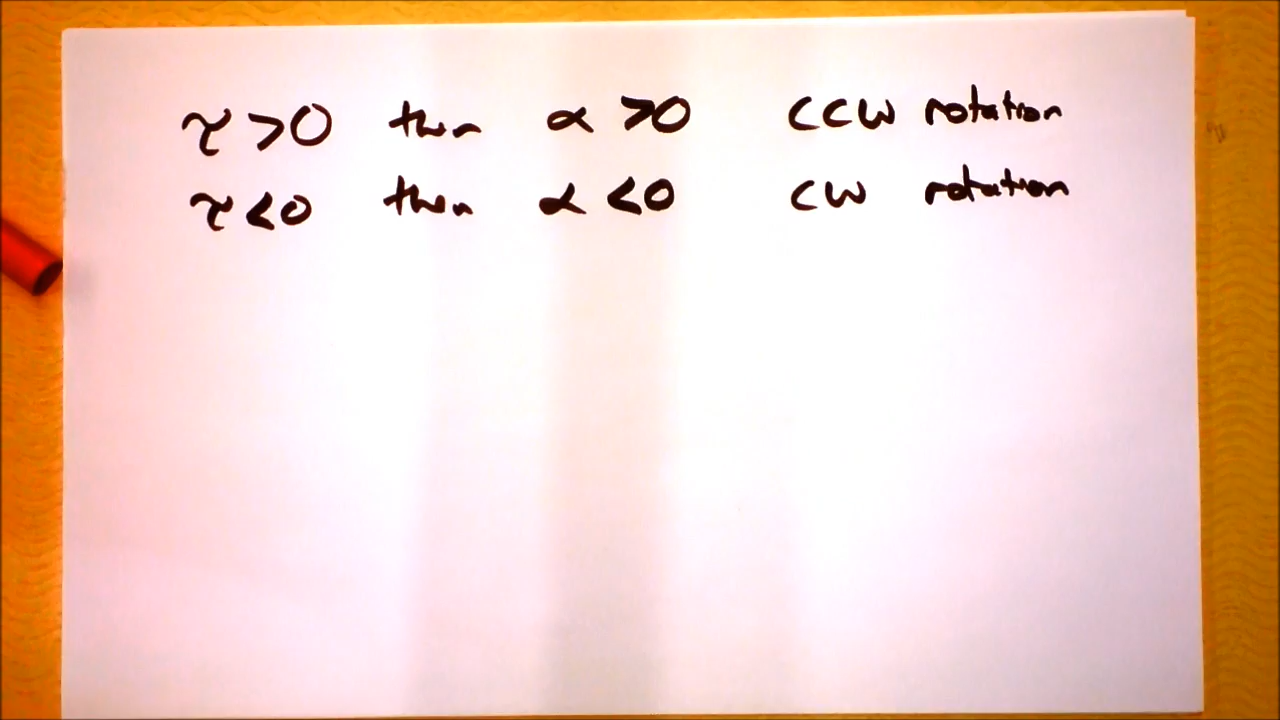 τ >0 then α >0 CCW rotation
τ <0 then α <0 CW rotation